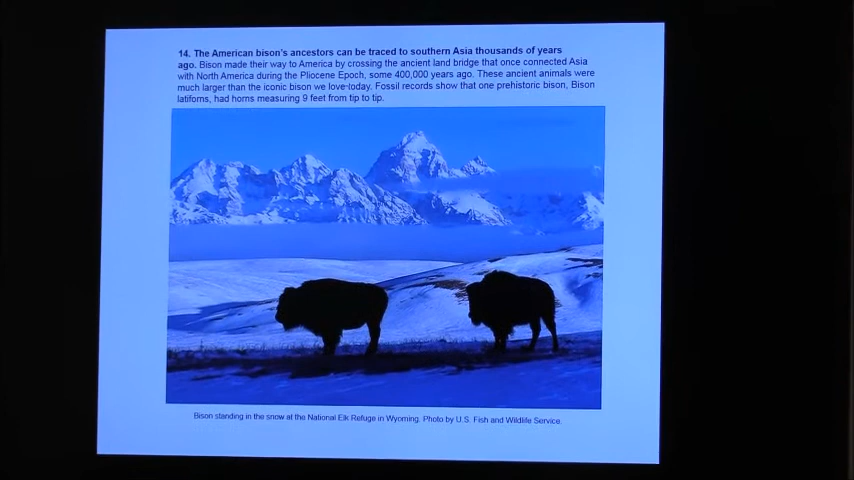 14. The American bison's ancestors can be traced to southern Asia thousands of years
ago. Bison made their way to America by crossing the ancient land bridge that once connected Asia
with North America during the Pliocene Epoch, some 400,000 years ago. These ancient animals were
much larger than the iconic bison we love today. Fossil records show that one prehistoric bison, Bison
latiforns, had horns measuring 9 feet from tip to tip.
Bison standing in the snow at the National Elk Refuge in Wyoming. Photo by U.S. Fish and Wildlife Service.